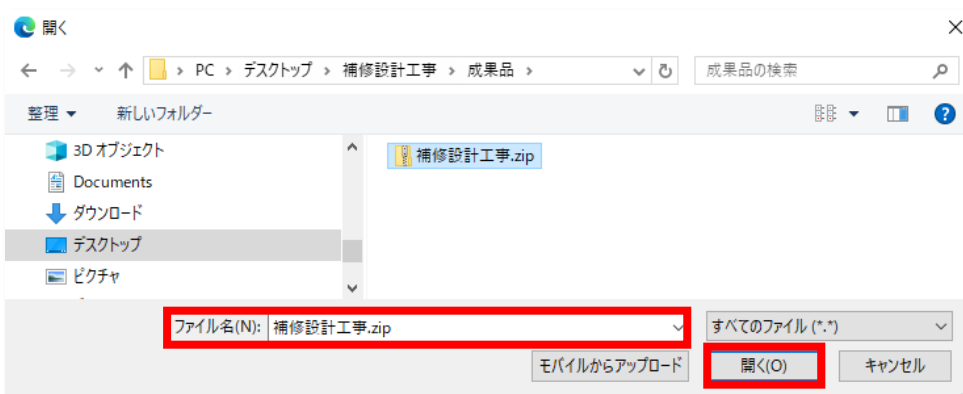 開く
PC › デスクトップ › 補修設計工事 › 成果品 ›
成果品の検索
整理 新しいフォルダー
3D オブジェクト
Documents
ダウンロード
デスクトップ
ピクチャ
補修設計工事.zip
ファイル名(N): 補修設計工事.zip
すべてのファイル (*.*)
モバイルからアップロード
開く(O)
キャンセル